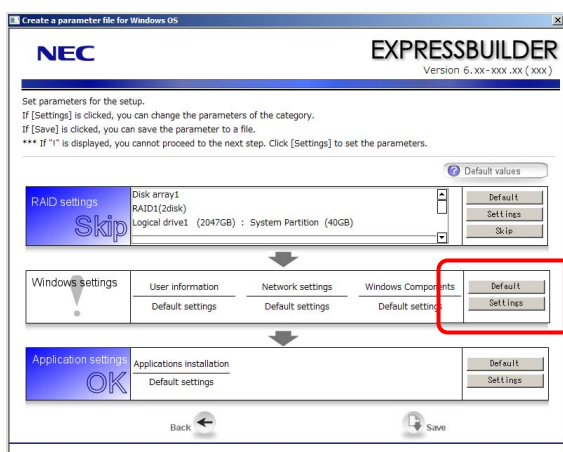 Create a parameter file for Windows OS
NEC
EXPRESSBUILDER
Version 6.xx-xxx.xx (xxx)
Set parameters for the setup.
If [Settings] is clicked, you can change the parameters of the category.
If [Save] is clicked, you can save the parameter to a file.
*** If "!" is displayed, you cannot proceed to the next step. Click [Settings] to set the parameters.
? Default values
RAID settings
Skip
Disk array1
RAID1(2disk)
Logical drive1 (2047GB) : System Partition (40GB)
Default
Settings
Skip
Windows settings
!
User information Network settings Windows Components
Default settings Default settings Default settings
Default
Settings
Application settings
OK
Applications installation
Default settings
Default
Settings
Back Save